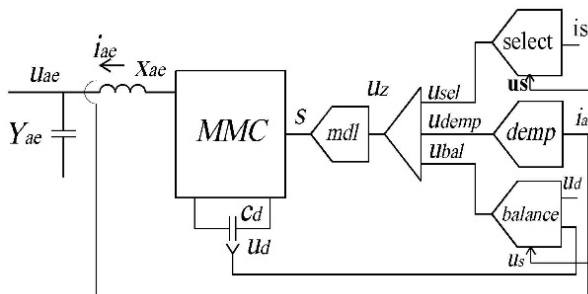 i_ae
u_ae
x_ae
Y_ae
MMC
c_d
u_d
s
mdl
u_z
u_sel
u_demp
u_bal
select
is
us
demp
i_a
balance
u_d
u_s